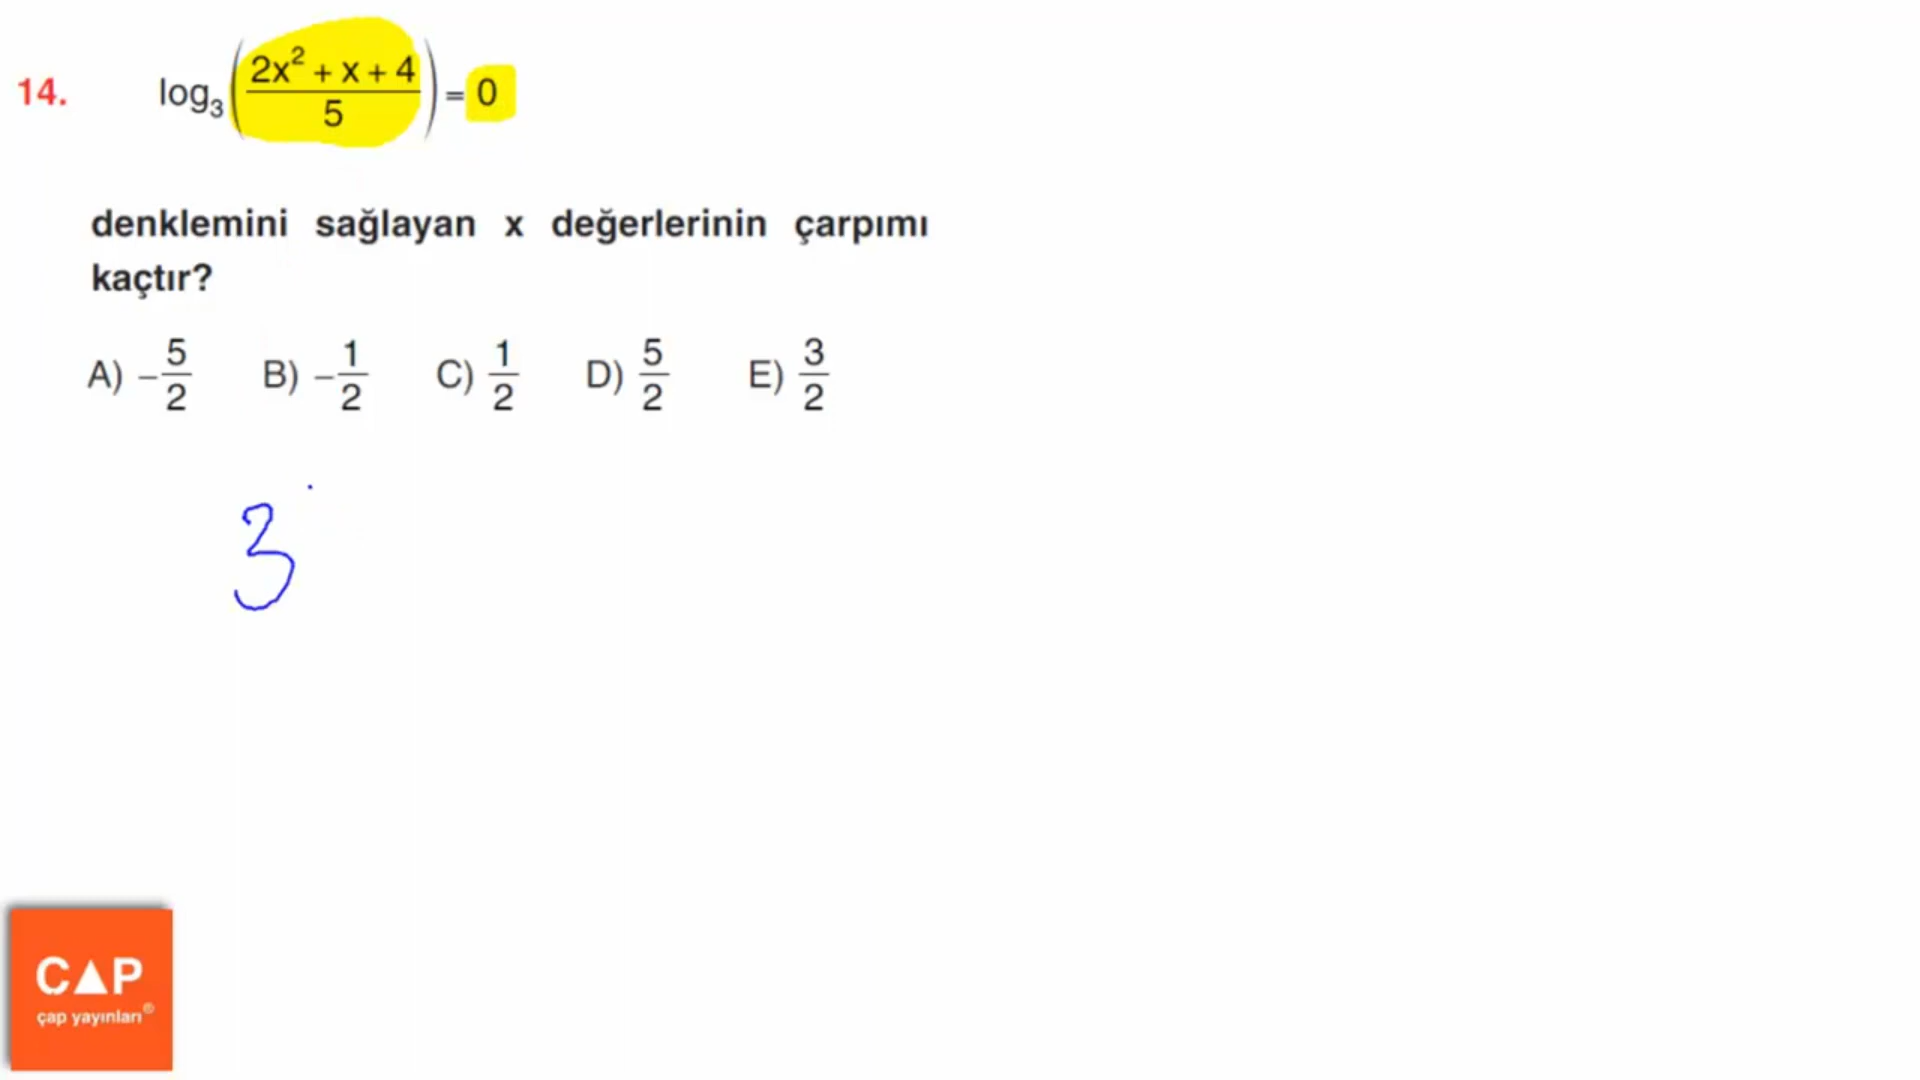 14. log₃((2x² + x + 4)/5) = 0
denklemini sağlayan x değerlerinin çarpımı
kaçtır?
A) -5/2 B) -1/2 C) 1/2 D) 5/2 E) 3/2
3
CAP
çap yayınları®